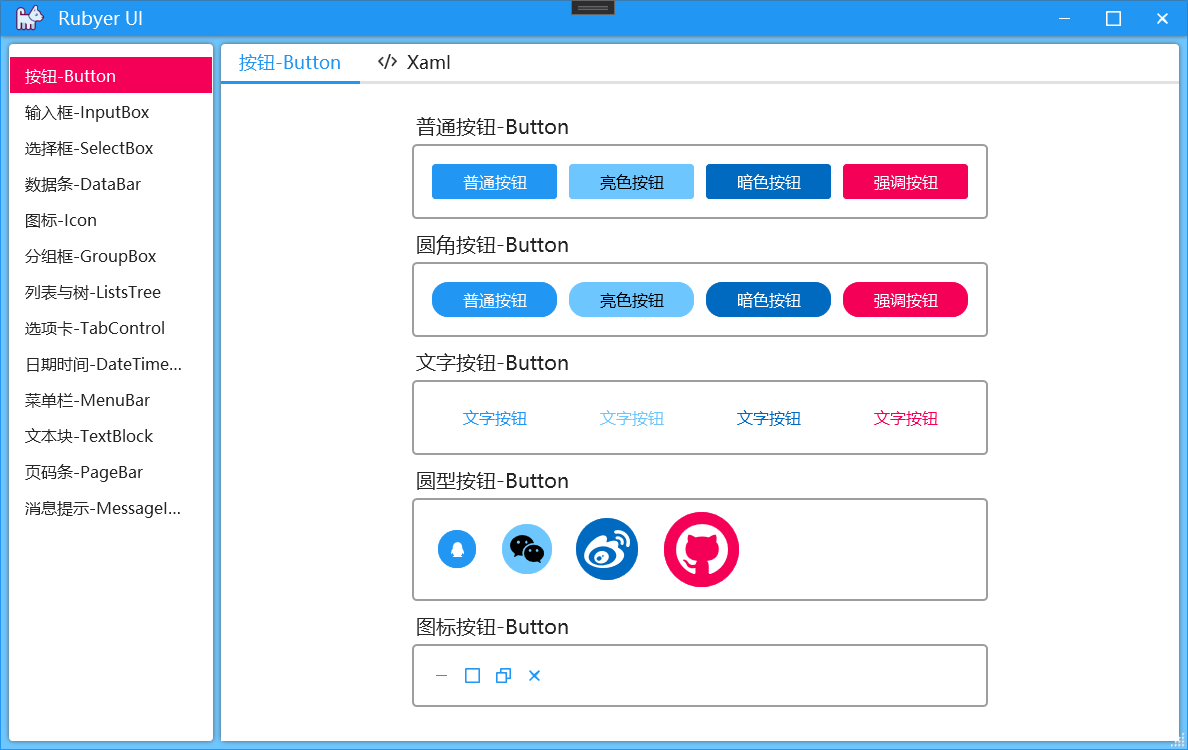 Rubyer UI
按钮-Button
输入框-InputBox
选择框-SelectBox
数据条-DataBar
图标-Icon
分组框-GroupBox
列表与树-ListsTree
选项卡-TabControl
日期时间-DateTime...
菜单栏-MenuBar
文本块-TextBlock
页码条-PageBar
消息提示-MessageI...
按钮-Button </> Xaml
普通按钮-Button
普通按钮 亮色按钮 暗色按钮 强调按钮
圆角按钮-Button
普通按钮 亮色按钮 暗色按钮 强调按钮
文字按钮-Button
文字按钮 文字按钮 文字按钮 文字按钮
圆型按钮-Button
图标按钮-Button